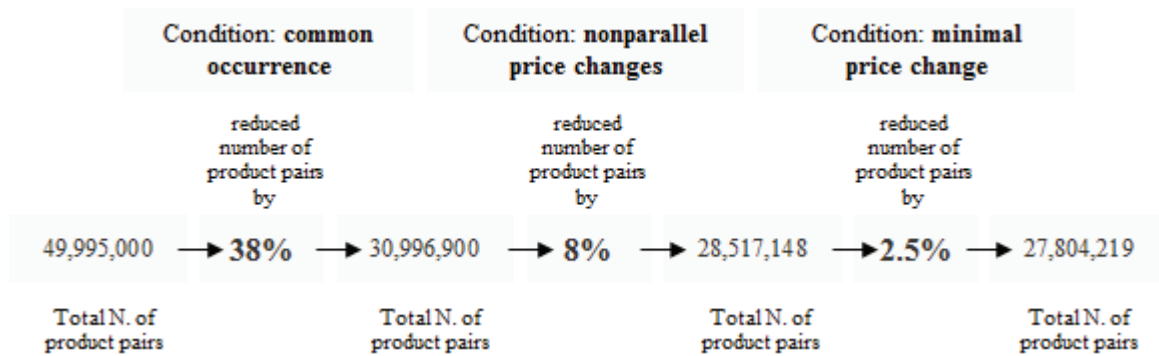 Condition: common
occurrence
Condition: nonparallel
price changes
Condition: minimal
price change
reduced
number of
product pairs
by
reduced
number of
product pairs
by
reduced
number of
product pairs
by
49,995,000
38%
30,996,900
8%
28,517,148
2.5%
27,804,219
Total N. of
product pairs
Total N. of
product pairs
Total N. of
product pairs
Total N. of
product pairs